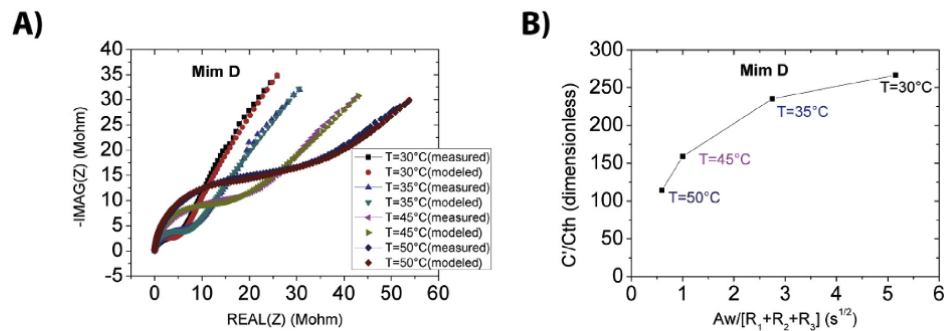 A)
Mim D
-IMAG(Z) (Mohm)
40
35
30
25
20
15
10
5
0
-5
T=30°C(measured)
T=30°C(modeled)
T=35°C(measured)
T=35°C(modeled)
T=45°C(measured)
T=45°C(modeled)
T=50°C(measured)
T=50°C(modeled)
0 10 20 30 40 50 60
REAL(Z) (Mohm)
B)
Mim D
C'/Cth (dimensionless)
300
250
200
150
100
50
0
T=30°C
T=35°C
T=45°C
T=50°C
0 1 2 3 4 5 6
Aw/[R₁+R₂+R₃] (s^1/2)